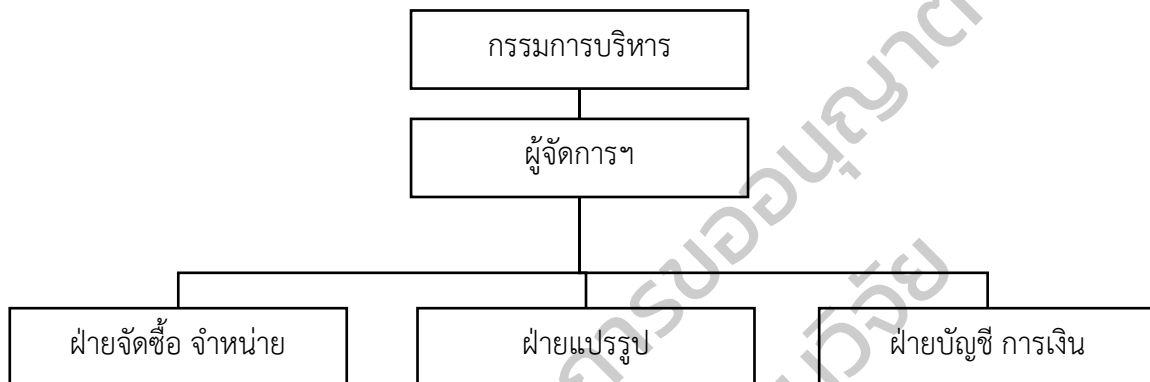 กรรมการบริหาร
ผู้จัดการฯ
ฝ่ายจัดซื้อ จำหน่าย
ฝ่ายแปรรูป
ฝ่ายบัญชี การเงิน